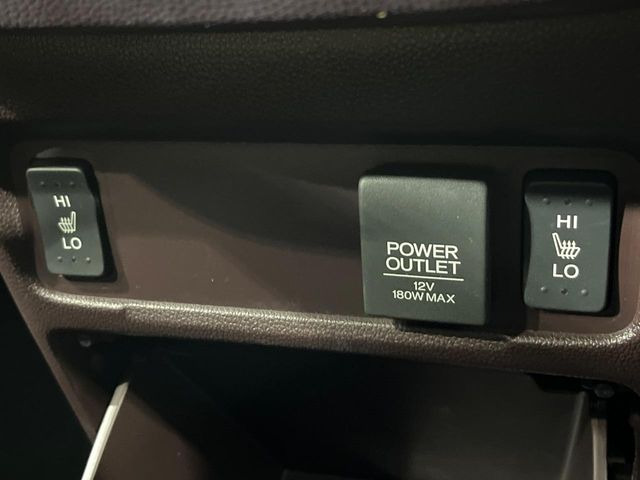 HI
LO
POWER
OUTLET
12V
180W MAX
HI
LO